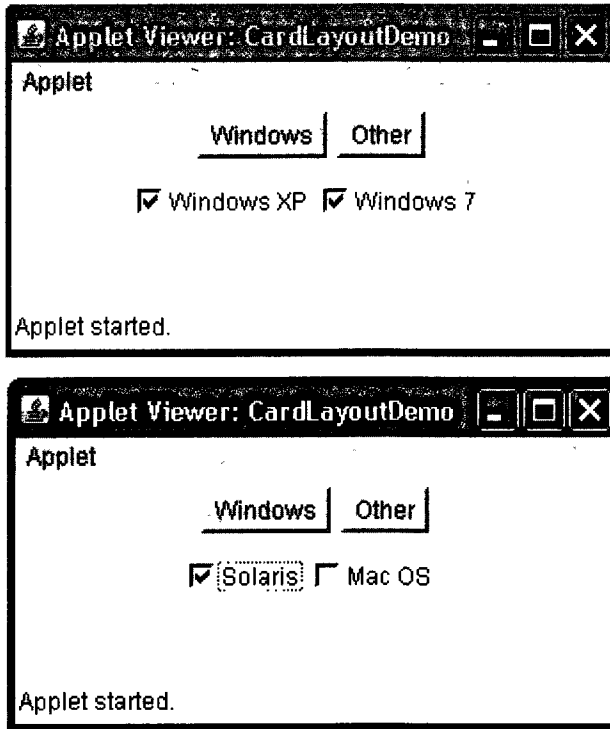 Applet Viewer: CardLayoutDemo
Applet
Windows Other
Windows XP Windows 7
Applet started.
Applet Viewer: CardLayoutDemo
Applet
Windows Other
Solaris Mac OS
Applet started.